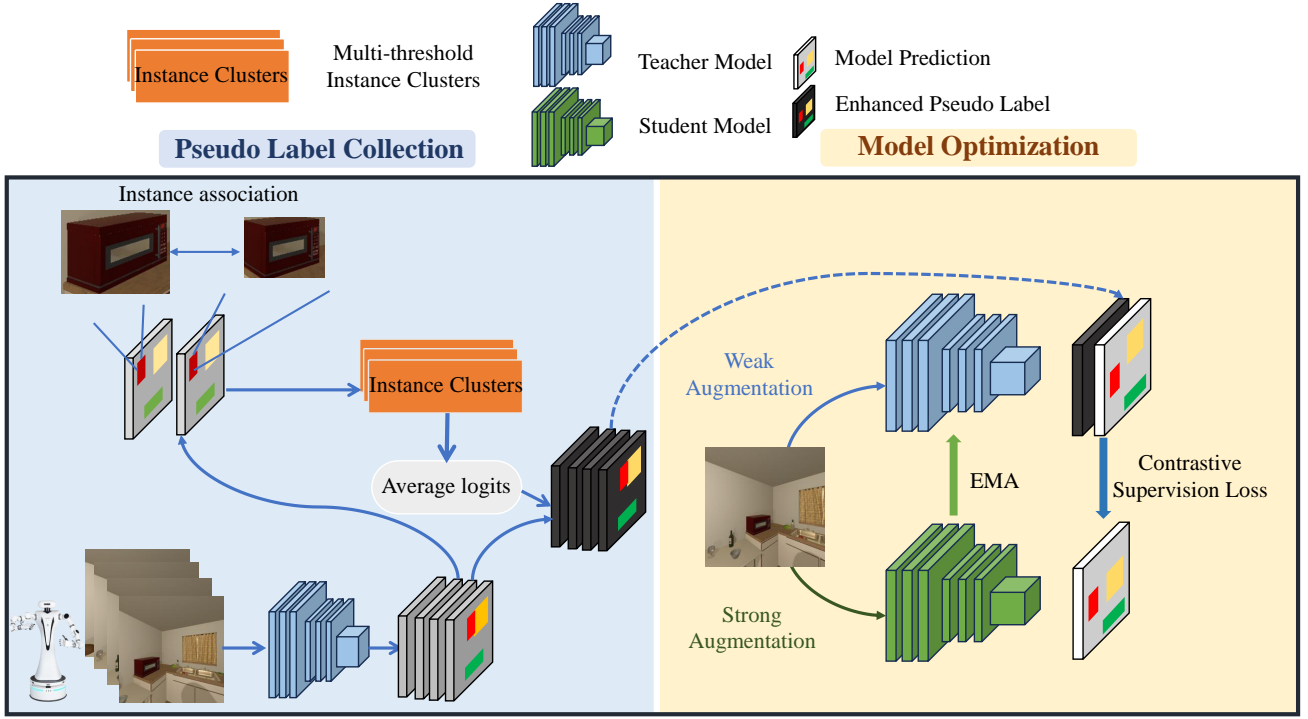 Instance Clusters
Multi-threshold
Instance Clusters
Teacher Model
Model Prediction
Student Model
Enhanced Pseudo Label
Pseudo Label Collection
Model Optimization
Instance association
Instance Clusters
Average logits
Weak
Augmentation
EMA
Contrastive
Supervision Loss
Strong
Augmentation